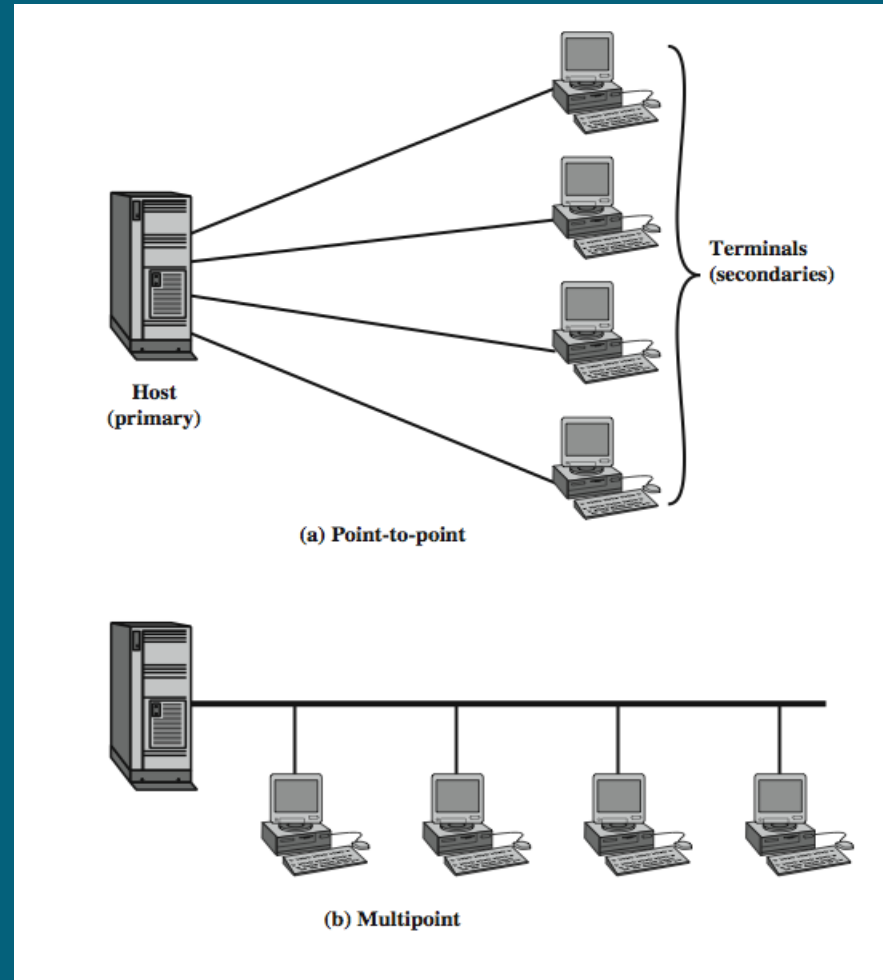 Terminals
(secondaries)
Host
(primary)
(a) Point-to-point
(b) Multipoint